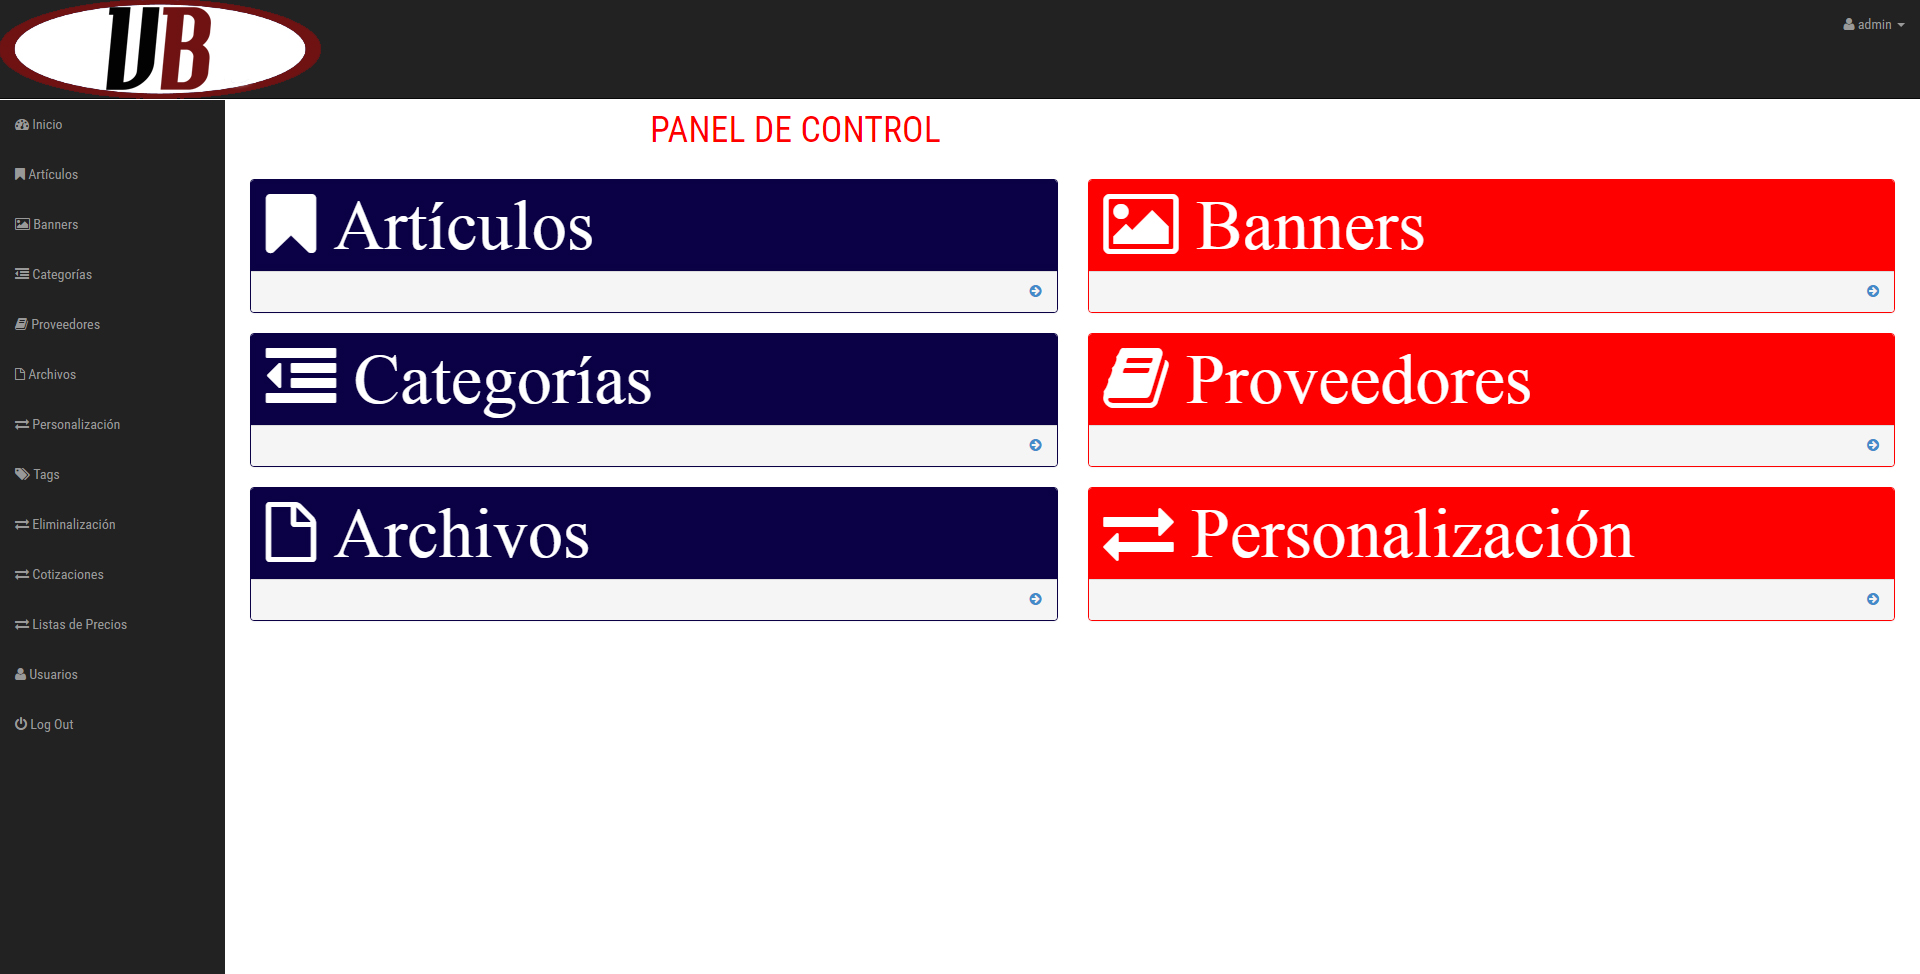 VB
admin
Inicio
Artículos
Banners
Categorías
Proveedores
Archivos
Personalización
Tags
Eliminalización
Cotizaciones
Listas de Precios
Usuarios
Log Out
PANEL DE CONTROL
Artículos
Banners
Categorías
Proveedores
Archivos
Personalización